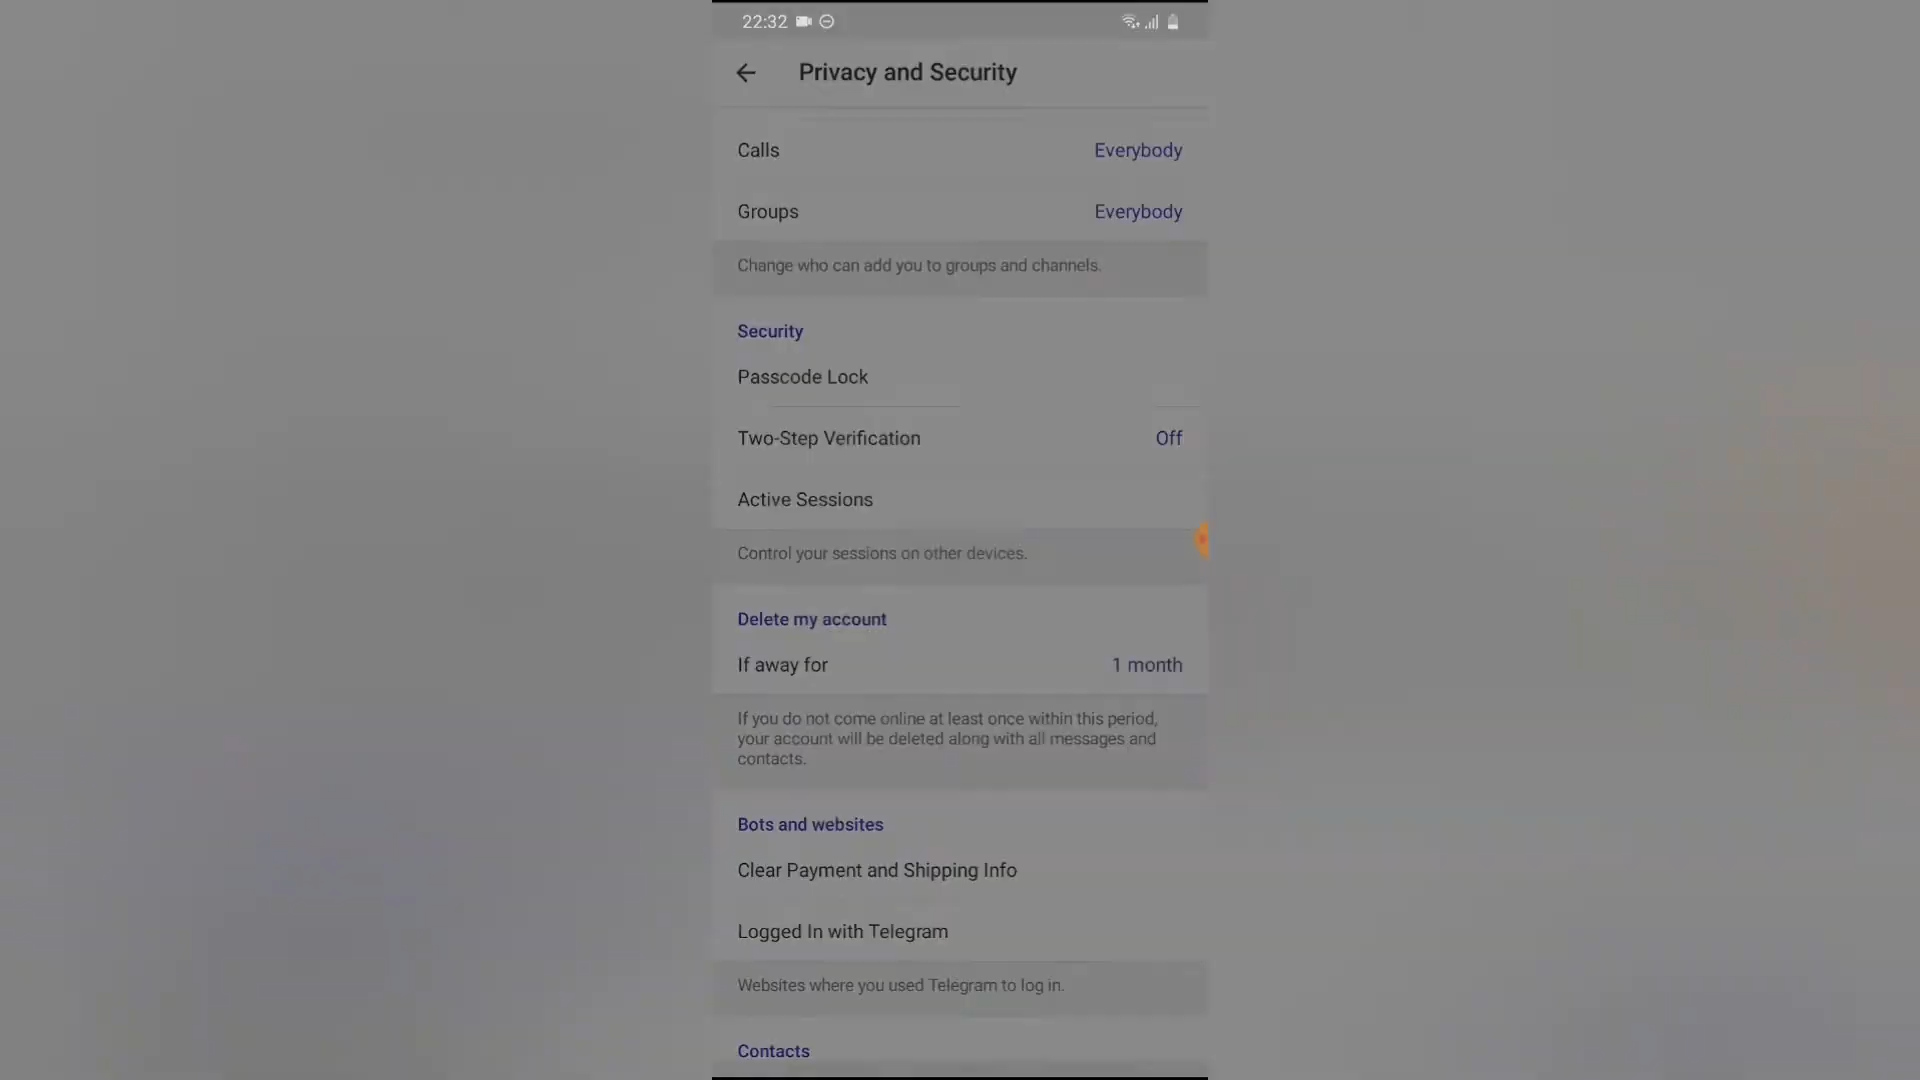 22:32
Privacy and Security
Calls Everybody
Groups Everybody
Change who can add you to groups and channels.
Security
Passcode Lock
Two-Step Verification Off
Active Sessions
Control your sessions on other devices.
Delete my account
If away for 1 month
If you do not come online at least once within this period,
your account will be deleted along with all messages and
contacts.
Bots and websites
Clear Payment and Shipping Info
Logged In with Telegram
Websites where you used Telegram to log in.
Contacts